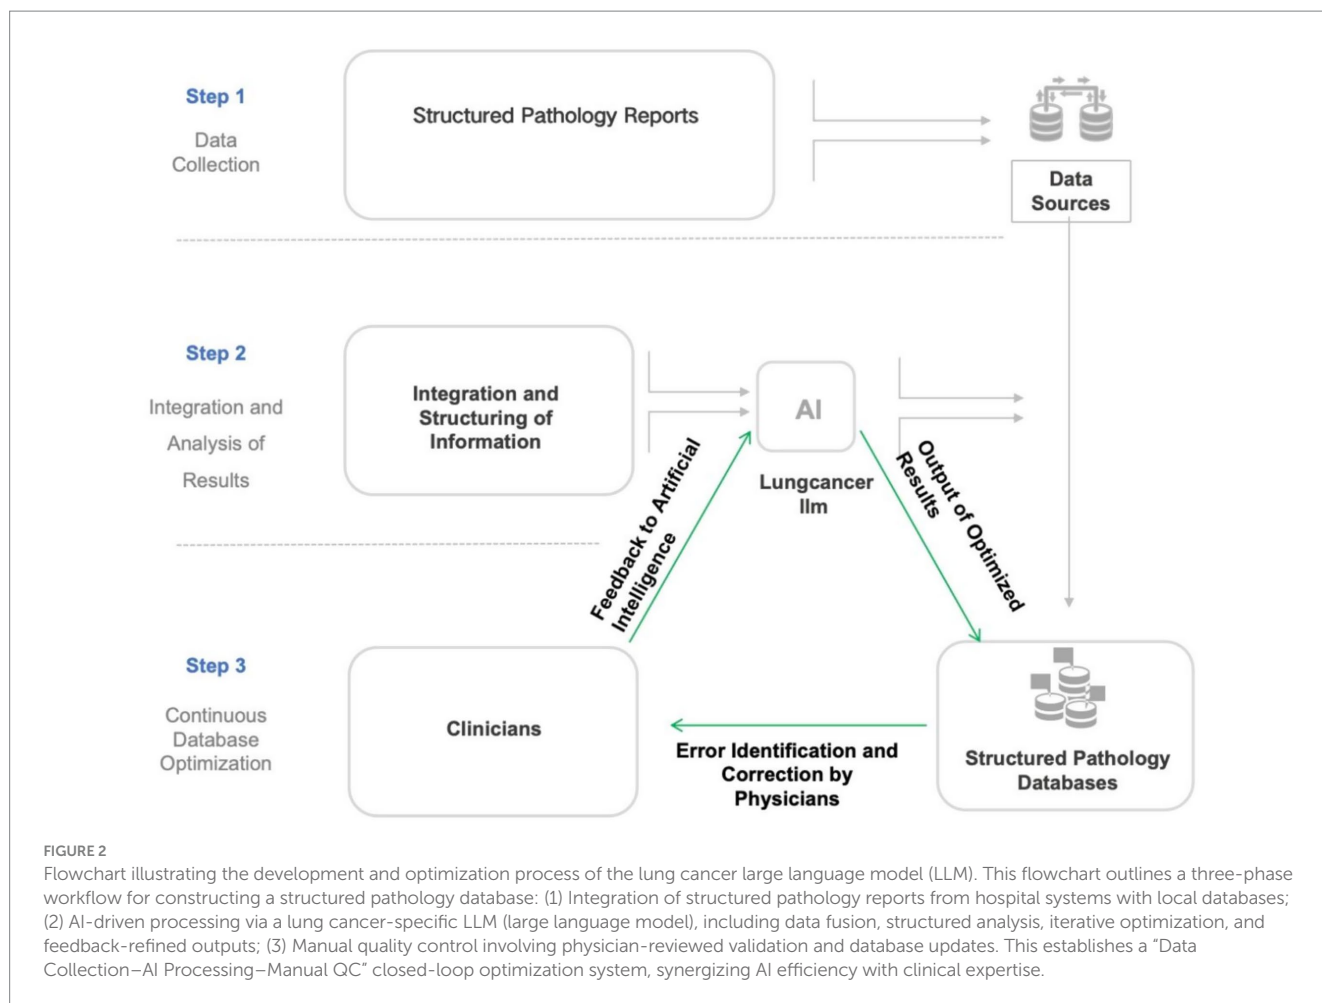 Step 1
Data
Collection
Structured Pathology Reports
Data
Sources
Step 2
Integration and
Analysis of
Results
Integration and
Structuring of
Information
AI
Lungcancer
llm
Feedback to Artificial
Intelligence
Output of Optimized
Results
Step 3
Continuous
Database
Optimization
Clinicians
Error Identification and
Correction by
Physicians
Structured Pathology
Databases
FIGURE 2
Flowchart illustrating the development and optimization process of the lung cancer large language model (LLM). This flowchart outlines a three-phase
workflow for constructing a structured pathology database: (1) Integration of structured pathology reports from hospital systems with local databases;
(2) AI-driven processing via a lung cancer-specific LLM (large language model), including data fusion, structured analysis, iterative optimization, and
feedback-refined outputs; (3) Manual quality control involving physician-reviewed validation and database updates. This establishes a “Data
Collection–AI Processing–Manual QC” closed-loop optimization system, synergizing AI efficiency with clinical expertise.